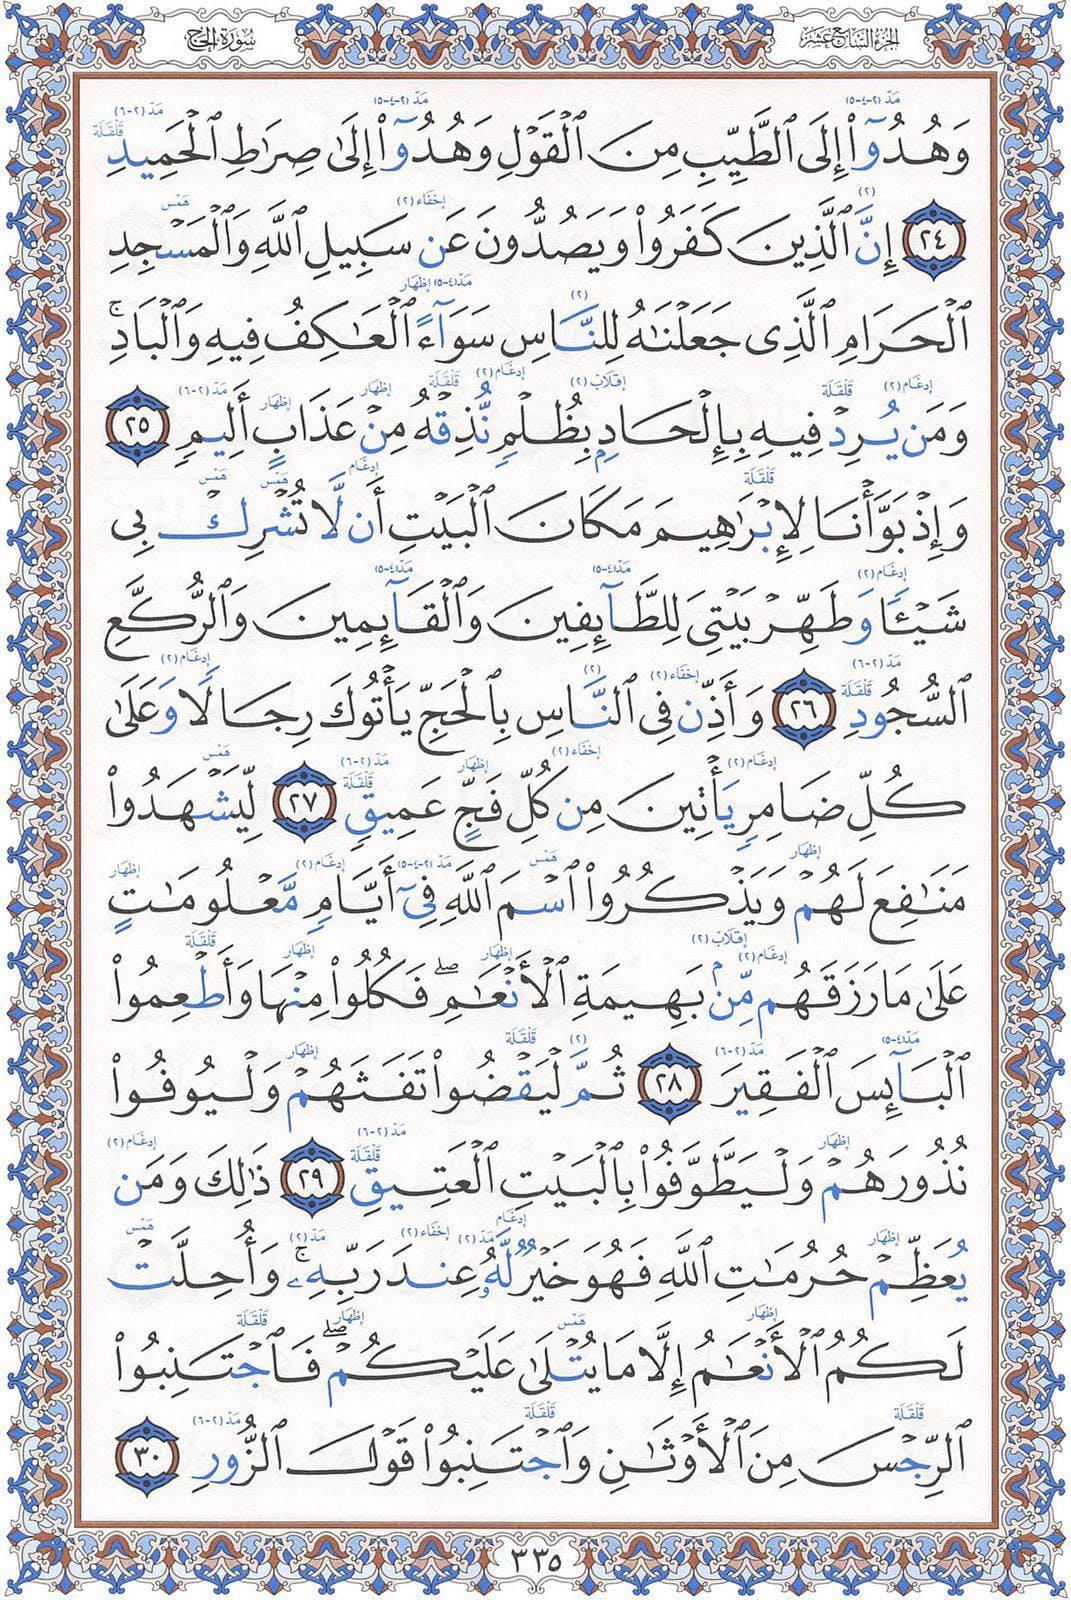 الجزء السابع عشر
سورة الحج
وَهُدُوٓا۟ إِلَى ٱلطَّيِّبِ مِنَ ٱلْقَوْلِ وَهُدُوٓا۟ إِلَىٰ صِرَٰطِ ٱلْحَمِيدِ
٢٤ إِنَّ ٱلَّذِينَ كَفَرُوا۟ وَيَصُدُّونَ عَن سَبِيلِ ٱللَّهِ وَٱلْمَسْجِدِ
ٱلْحَرَامِ ٱلَّذِى جَعَلْنَٰهُ لِلنَّاسِ سَوَآءً ٱلْعَٰكِفُ فِيهِ وَٱلْبَادِ ۚ
وَمَن يُرِدْ فِيهِ بِإِلْحَادٍۭ بِظُلْمٍ نُّذِقْهُ مِنْ عَذَابٍ أَلِيمٍ ٢٥
وَإِذْ بَوَّأْنَا لِإِبْرَٰهِيمَ مَكَانَ ٱلْبَيْتِ أَن لَّا تُشْرِكْ بِى
شَيْـًٔا وَطَهِّرْ بَيْتِىَ لِلطَّآئِفِينَ وَٱلْقَآئِمِينَ وَٱلرُّكَّعِ
ٱلسُّجُودِ ٢٦ وَأَذِّن فِى ٱلنَّاسِ بِٱلْحَجِّ يَأْتُوكَ رِجَالًا وَعَلَىٰ
كُلِّ ضَامِرٍ يَأْتِينَ مِن كُلِّ فَجٍّ عَمِيقٍ ٢٧ لِّيَشْهَدُوا۟
مَنَٰفِعَ لَهُمْ وَيَذْكُرُوا۟ ٱسْمَ ٱللَّهِ فِىٓ أَيَّامٍ مَّعْلُومَٰتٍ
عَلَىٰ مَا رَزَقَهُم مِّنۢ بَهِيمَةِ ٱلْأَنْعَٰمِ ۖ فَكُلُوا۟ مِنْهَا وَأَطْعِمُوا۟
ٱلْبَآئِسَ ٱلْفَقِيرَ ٢٨ ثُمَّ لْيَقْضُوا۟ تَفَثَهُمْ وَلْيُوفُوا۟
نُذُورَهُمْ وَلْيَطَّوَّفُوا۟ بِٱلْبَيْتِ ٱلْعَتِيقِ ٢٩ ذَٰلِكَ وَمَن
يُعَظِّمْ حُرُمَٰتِ ٱللَّهِ فَهُوَ خَيْرٌ لَّهُۥ عِندَ رَبِّهِۦ ۗ وَأُحِلَّتْ
لَكُمُ ٱلْأَنْعَٰمُ إِلَّا مَا يُتْلَىٰ عَلَيْكُمْ ۖ فَٱجْتَنِبُوا۟
ٱلرِّجْسَ مِنَ ٱلْأَوْثَٰنِ وَٱجْتَنِبُوا۟ قَوْلَ ٱلزُّورِ ٣٠
٣٣٥